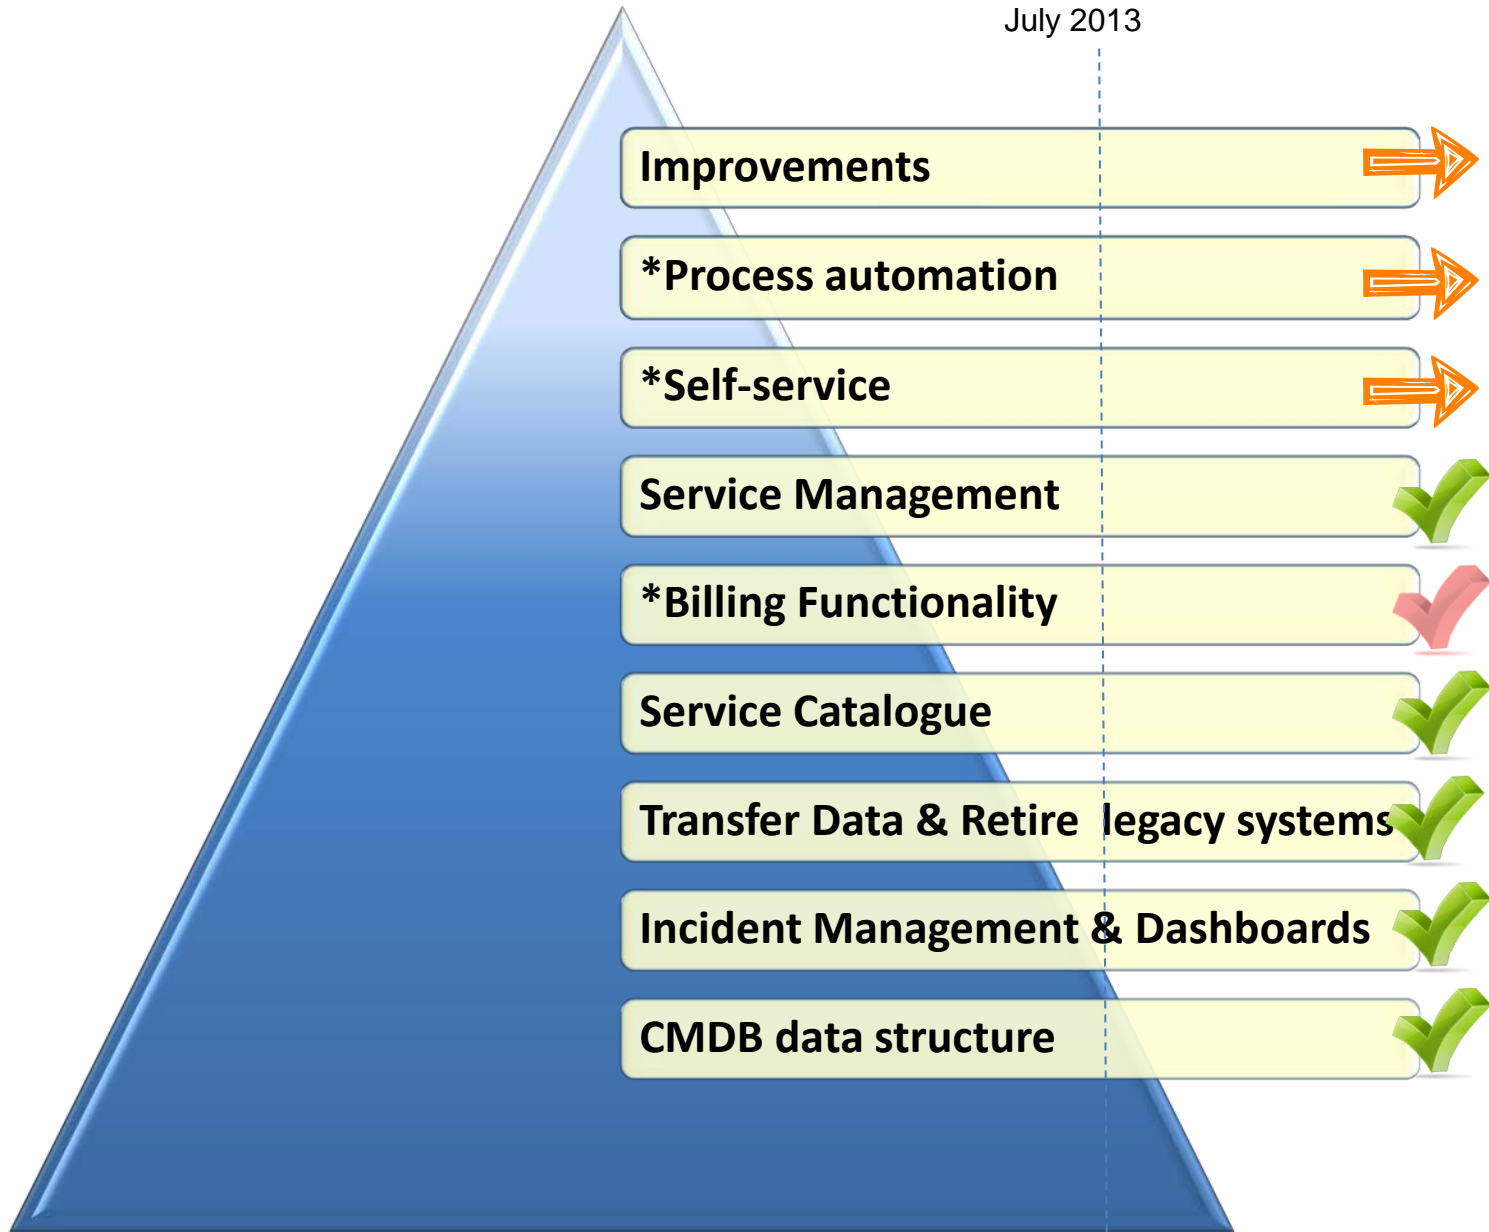 July 2013
Improvements
*Process automation
*Self-service
Service Management
*Billing Functionality
Service Catalogue
Transfer Data & Retire  legacy systems
Incident Management & Dashboards
CMDB data structure